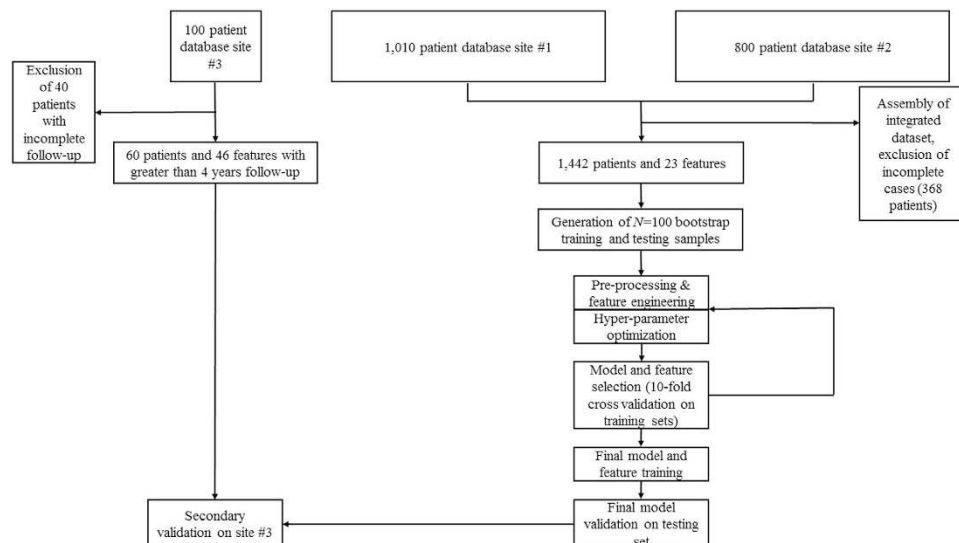 100 patient
database site
#3
1,010 patient database site #1
800 patient database site #2
Exclusion
of 40
patients
with
incomplete
follow-up
Assembly of
integrated
dataset,
exclusion of
incomplete
cases (368
patients)
60 patients and 46 features with
greater than 4 years follow-up
1,442 patients and 23 features
Generation of N=100 bootstrap
training and testing samples
Pre-processing &
feature engineering
Hyper-parameter
optimization
Model and feature
selection (10-fold
cross validation on
training sets)
Final model and
feature training
Secondary
validation on site #3
Final model
validation on testing
set